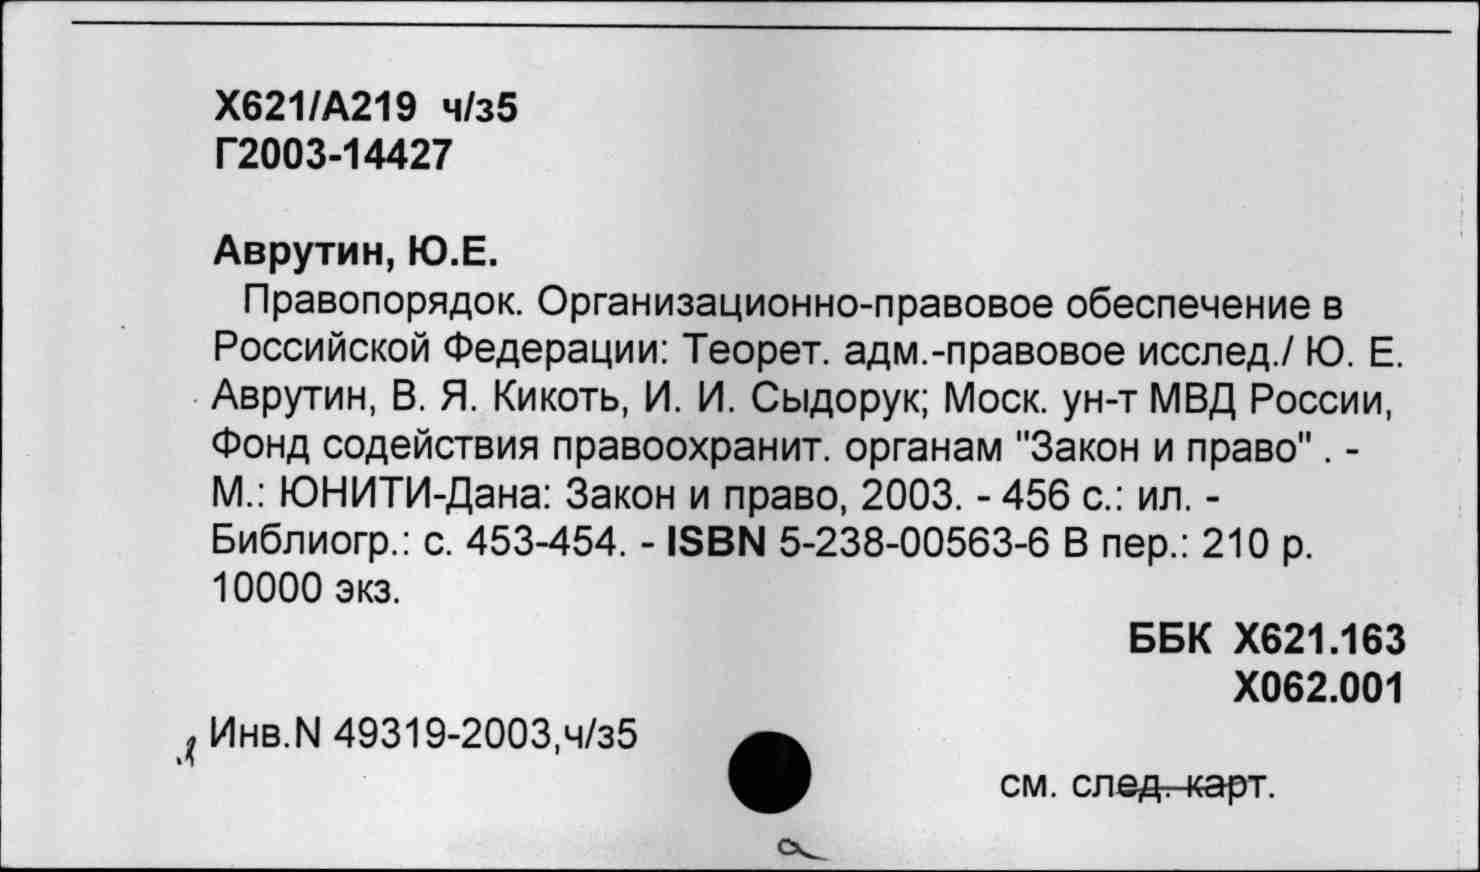 Х621/А219 ч/з5
Г2003-14427
Аврутин, Ю.Е.
Правопорядок. Организационно-правовое обеспечение в
Российской Федерации: Теорет. адм.-правовое исслед./ Ю. Е.
Аврутин, В. Я. Кикоть, И. И. Сыдорук; Моск. ун-т МВД России,
Фонд содействия правоохранит. органам "Закон и право" . -
М.: ЮНИТИ-Дана: Закон и право, 2003. - 456 с.: ил. -
Библиогр.: с. 453-454. - ISBN 5-238-00563-6 В пер.: 210 р.
10000 экз.
ББК Х621.163
Х062.001
Инв.N 49319-2003,ч/з5
см. след. карт.